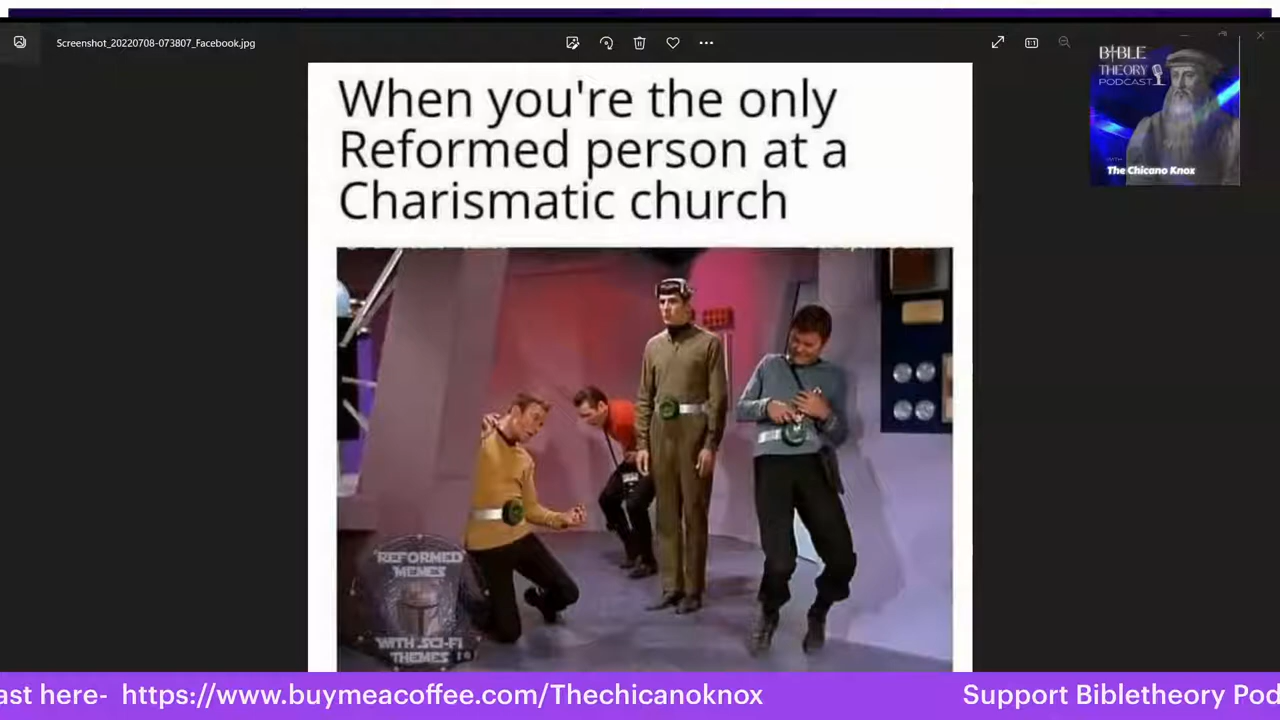 Screenshot_20220708-073807_Facebook.jpg
BIBLE
THEORY
PODCAST
WITH
The Chicano Knox
When you're the only
Reformed person at a
Charismatic church
REFORMED
MEMES
WITH SCI-FI
THEMES
ast here- https://www.buymeacoffee.com/Thechicanoknox Support Bibletheory Pod